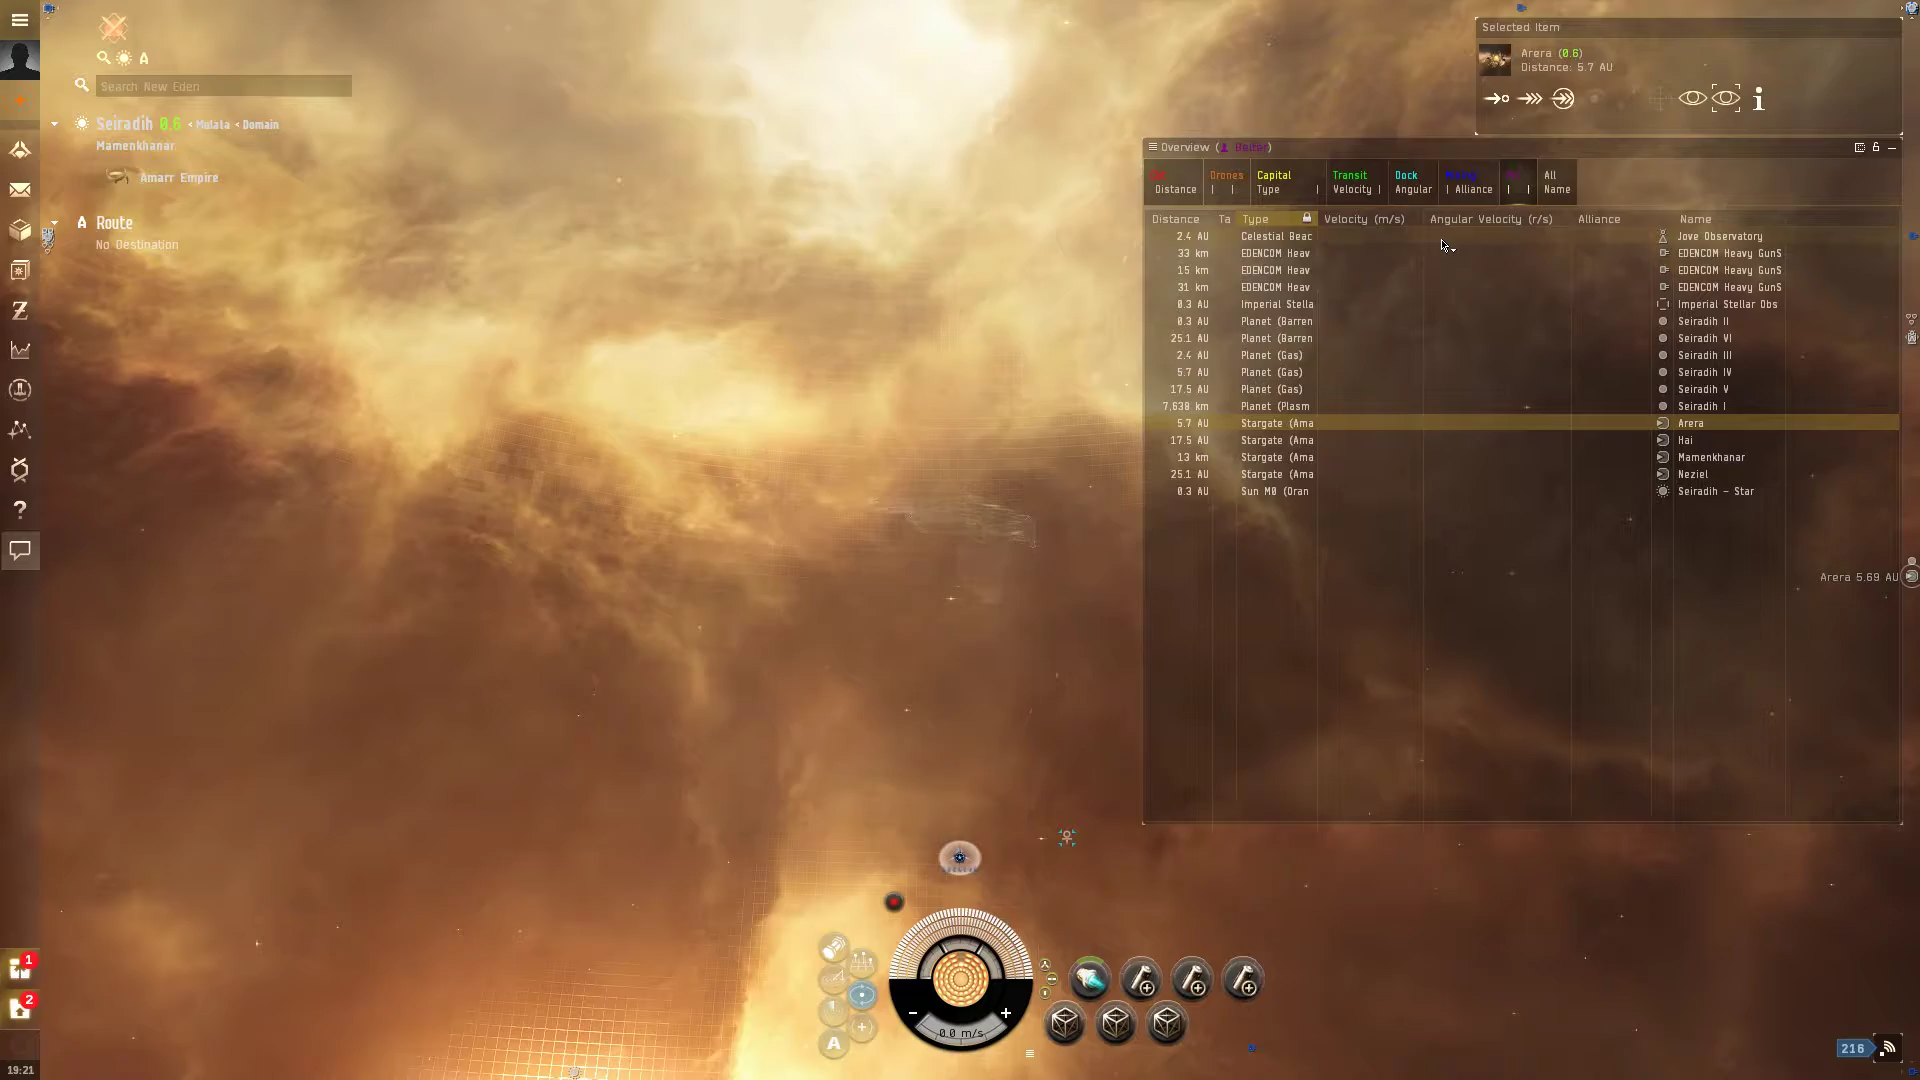 A
Search New Eden
Seiradih 0.6 < Mulata < Domain
Mamenkhanar
Amarr Empire
A Route
No Destination
?
1
2
19:21
Selected Item
Arera (0.6)
Distance: 5.7 AU
Overview
Drones
Capital
Transit
Dock
All
Distance
Type
Velocity
Angular
Alliance
Name
Distance Ta Type Velocity (m/s) Angular Velocity (r/s) Alliance Name
2.4 AU Celestial Beac Jove Observatory
33 km EDENCOM Heav EDENCOM Heavy GunS
15 km EDENCOM Heav EDENCOM Heavy GunS
31 km EDENCOM Heav EDENCOM Heavy GunS
0.3 AU Imperial Stella Imperial Stellar Obs
0.3 AU Planet (Barren Seiradih II
25.1 AU Planet (Barren Seiradih VI
2.4 AU Planet (Gas) Seiradih III
5.7 AU Planet (Gas) Seiradih IV
17.5 AU Planet (Gas) Seiradih V
7,638 km Planet (Plasm Seiradih I
5.7 AU Stargate (Ama Arera
17.5 AU Stargate (Ama Hai
13 km Stargate (Ama Mamenkhanar
25.1 AU Stargate (Ama Neziel
0.3 AU Sun M0 (Oran Seiradih - Star
Arera 5.69 AU
0.0 m/s
A
216